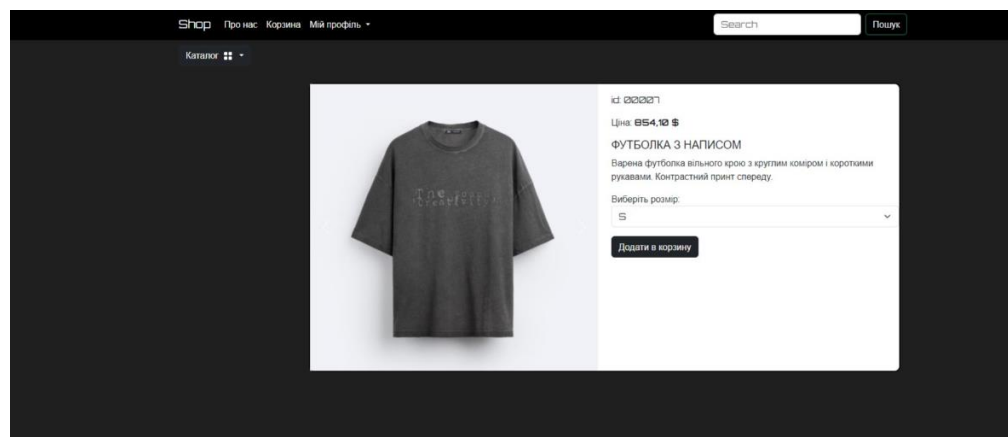 Shop Про нас Корзина Мій профіль Search Пошук
Каталог
id: 00007
Ціна: 854,10 $
ФУТБОЛКА З НАПИСОМ
Варена футболка вільного крою з круглим коміром і короткими
рукавами. Контрастний принт спереду.
Виберіть розмір:
S
Додати в корзину
The